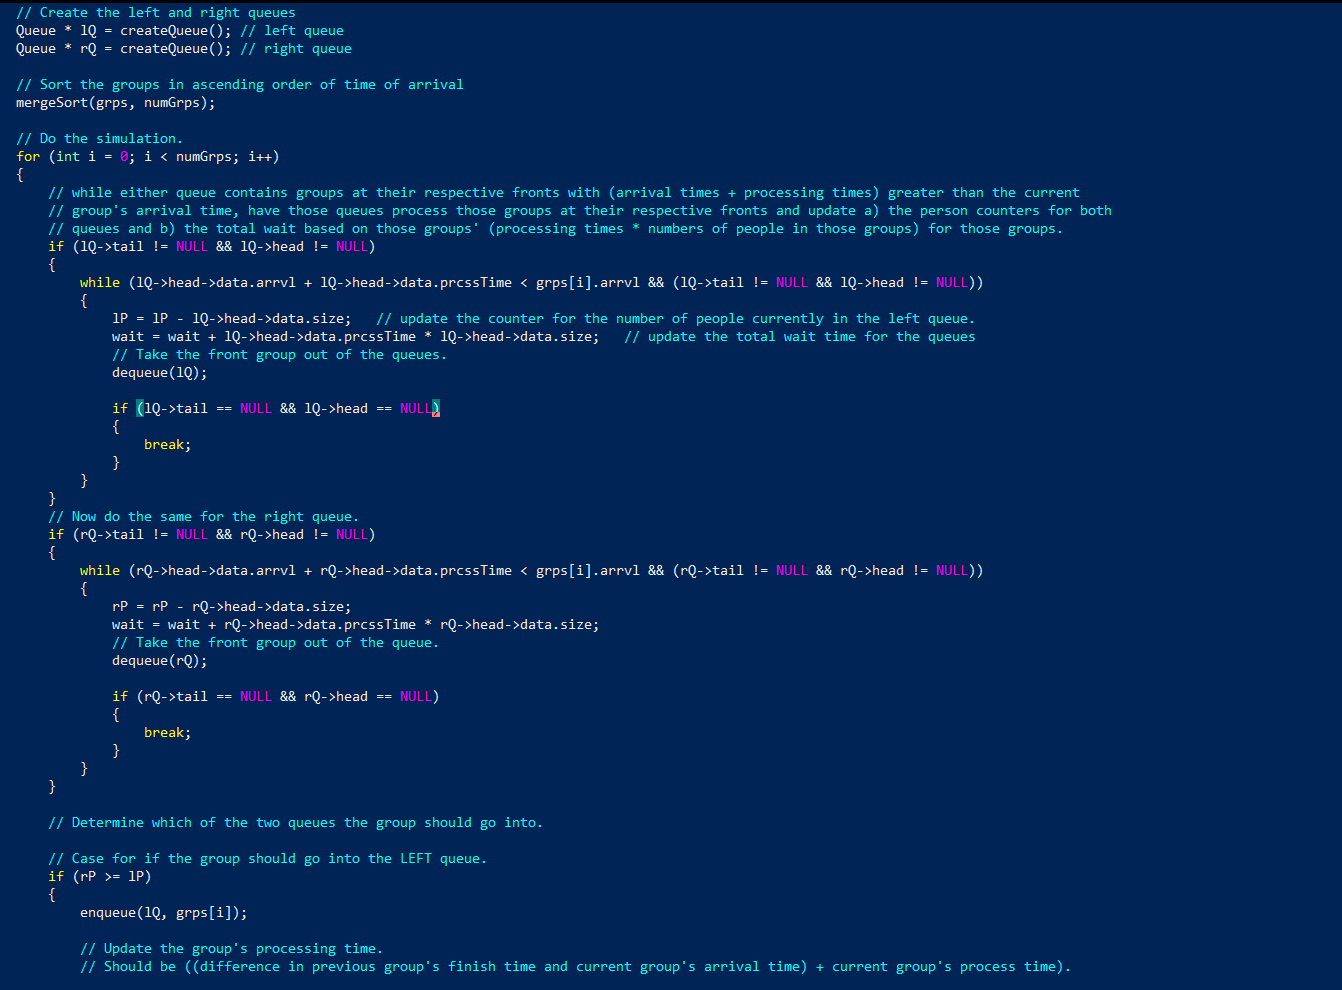 // Create the left and right queues
Queue * lQ = createQueue(); // left queue
Queue * rQ = createQueue(); // right queue
// Sort the groups in ascending order of time of arrival
mergeSort(grps, numGrps);
// Do the simulation.
for (int i = 0; i < numGrps; i++)
{
// while either queue contains groups at their respective fronts with (arrival times + processing times) greater than the current
// group's arrival time, have those queues process those groups at their respective fronts and update a) the person counters for both
// queues and b) the total wait based on those groups' (processing times * numbers of people in those groups) for those groups.
if (lQ->tail != NULL && lQ->head != NULL)
{
while (lQ->head->data.arrvl + lQ->head->data.prcssTime < grps[i].arrvl && (lQ->tail != NULL && lQ->head != NULL))
{
lP = lP - lQ->head->data.size;   // update the counter for the number of people currently in the left queue.
wait = wait + lQ->head->data.prcssTime * lQ->head->data.size;   // update the total wait time for the queues
// Take the front group out of the queues.
dequeue(lQ);
if (lQ->tail == NULL && lQ->head == NULL)
{
break;
}
}
}
// Now do the same for the right queue.
if (rQ->tail != NULL && rQ->head != NULL)
{
while (rQ->head->data.arrvl + rQ->head->data.prcssTime < grps[i].arrvl && (rQ->tail != NULL && rQ->head != NULL))
{
rP = rP - rQ->head->data.size;
wait = wait + rQ->head->data.prcssTime * rQ->head->data.size;
// Take the front group out of the queue.
dequeue(rQ);
if (rQ->tail == NULL && rQ->head == NULL)
{
break;
}
}
}
// Determine which of the two queues the group should go into.
// Case for if the group should go into the LEFT queue.
if (rP >= lP)
{
enqueue(lQ, grps[i]);
// Update the group's processing time.
// Should be ((difference in previous group's finish time and current group's arrival time) + current group's process time).